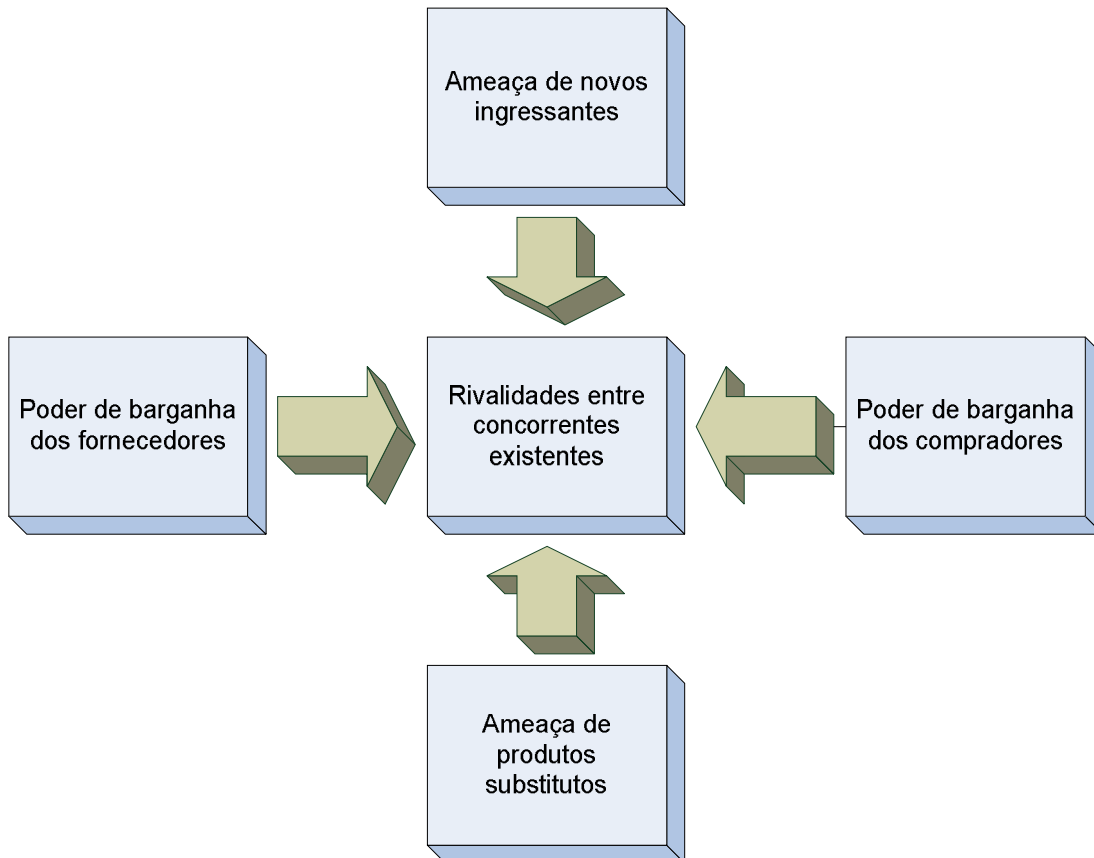 Ameaça de novos
ingressantes
Poder de barganha
dos fornecedores
Rivalidades entre
concorrentes
existentes
Poder de barganha
dos compradores
Ameaça de
produtos
substitutos